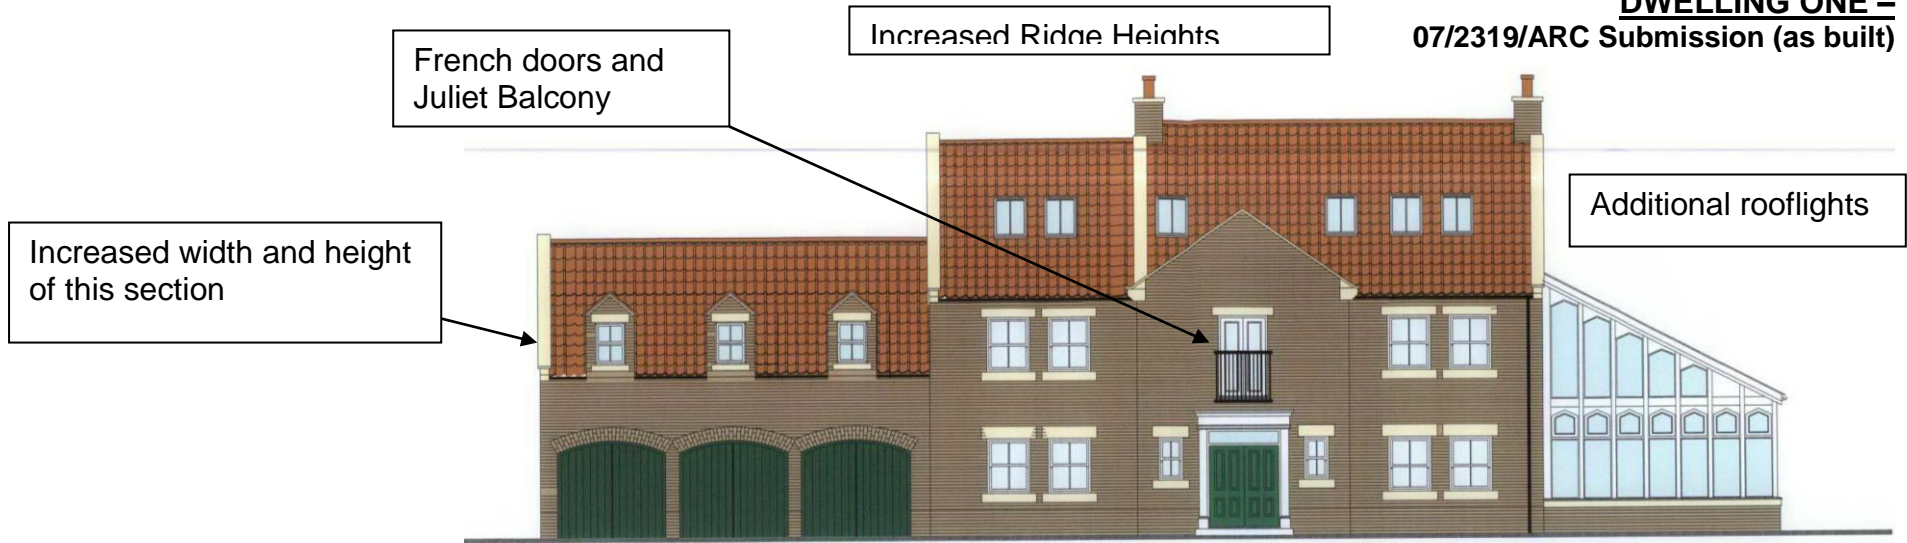 DWELLING ONE –
07/2319/ARC Submission (as built)
Increased Ridge Heights
French doors and
Juliet Balcony
Additional rooflights
Increased width and height
of this section